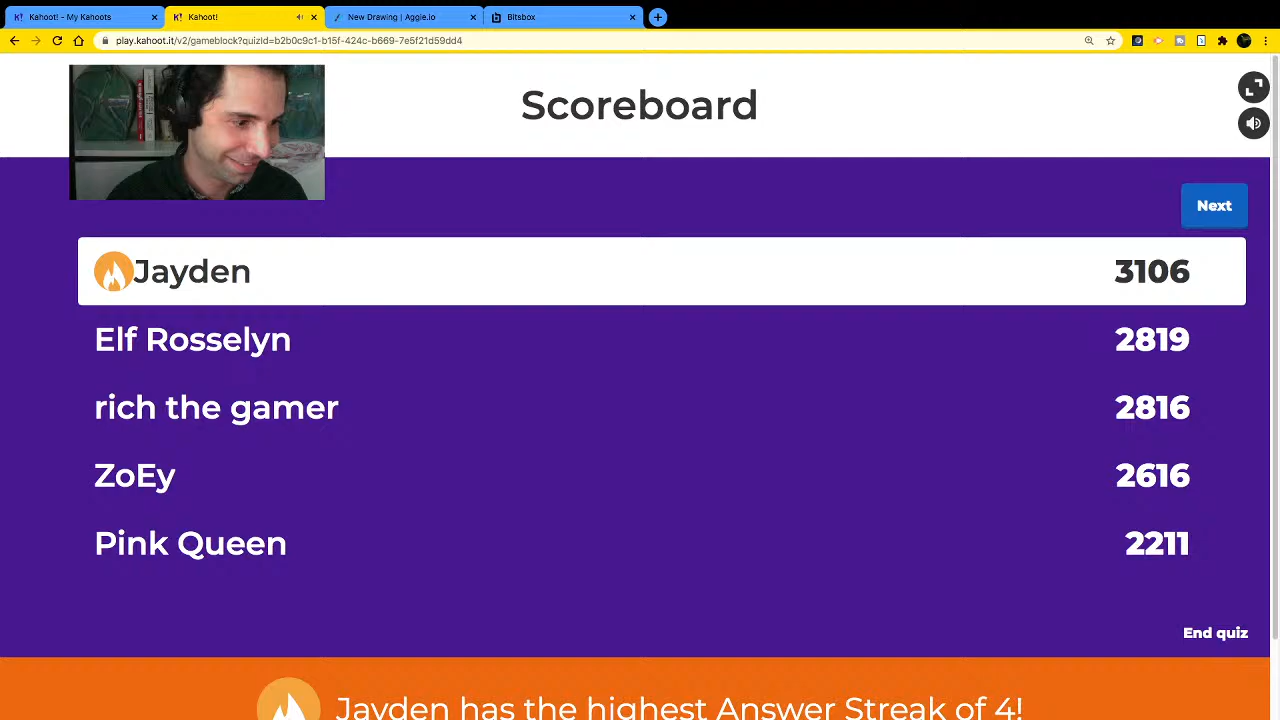 Kahoot! - My Kahoots
Kahoot!
New Drawing | Aggie.io
Bitsbox
play.kahoot.it/v2/gameblock?quizId=b2b0c9c1-b15f-424c-b669-7e5f21d59dd4
Scoreboard
Next
Jayden 3106
Elf Rosselyn 2819
rich the gamer 2816
ZoEy 2616
Pink Queen 2211
End quiz
Jayden has the highest Answer Streak of 4!